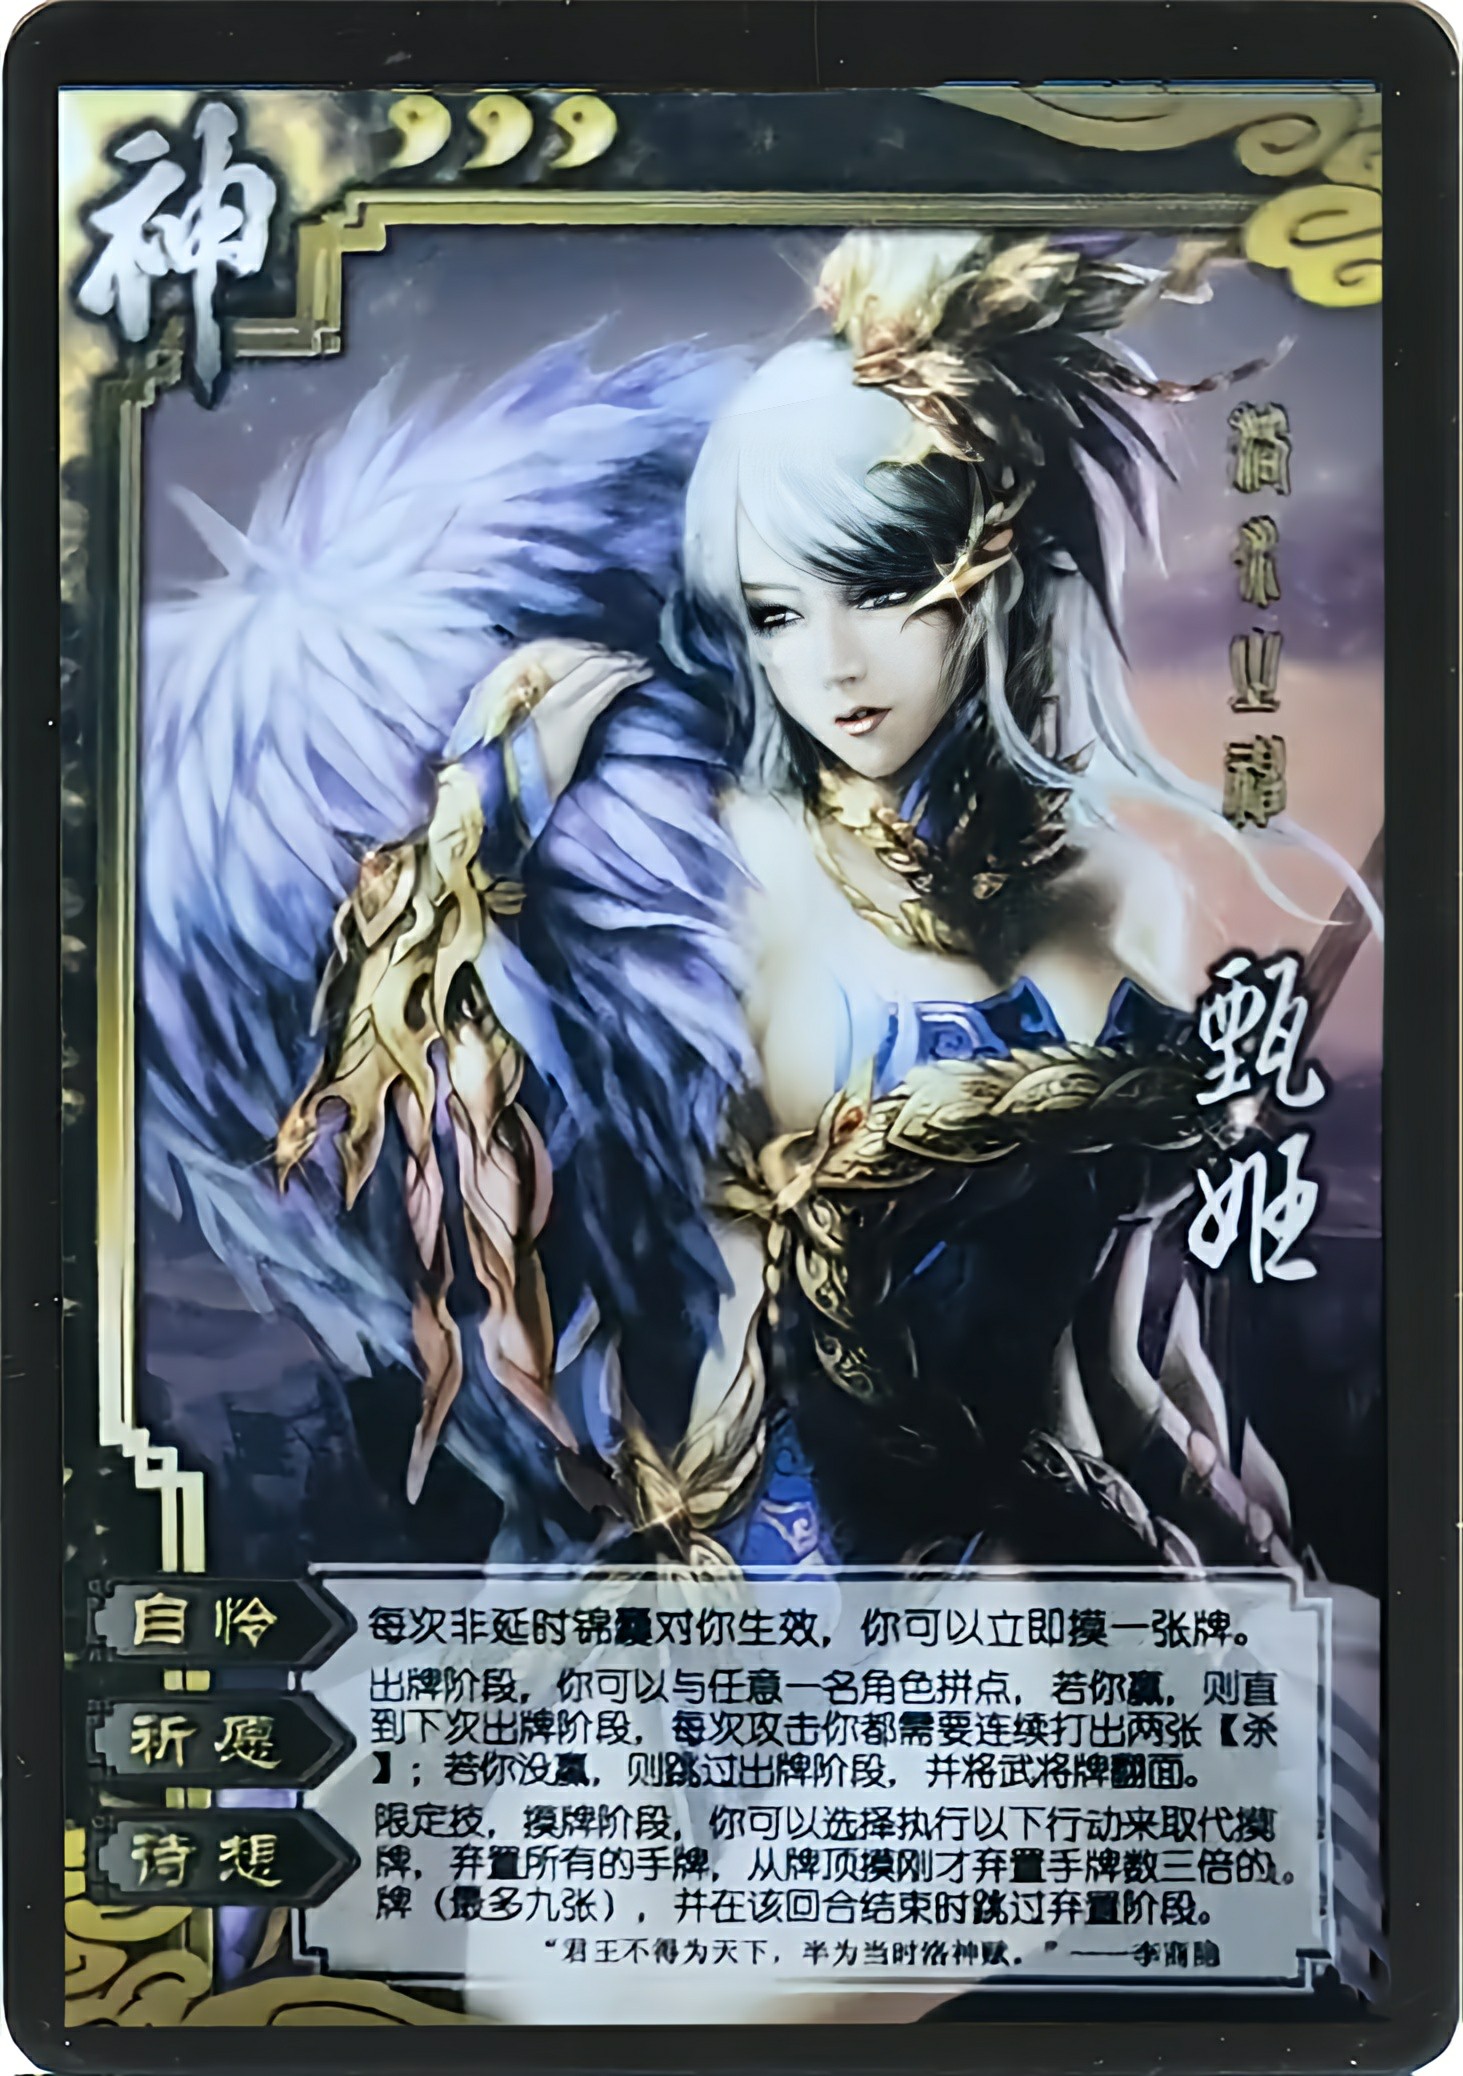 神
甄姬
自怜
每次非延时锦囊对你生效，你可以立即摸一张牌。
祈愿
出牌阶段，你可以与任意一名角色拼点，若你赢，则直
到下次出牌阶段，每次攻击你都需要连续打出两张【杀
】；若你没赢，则跳过出牌阶段，并将武将牌翻面。
诗想
限定技，摸牌阶段，你可以选择执行以下行动来取代摸
牌，弃置所有的手牌，从牌顶摸刚才弃置手牌数三倍的。
牌（最多九张），并在该回合结束时跳过弃置阶段。
“君王不得为天下，半为当时洛神赋。”——李商隐